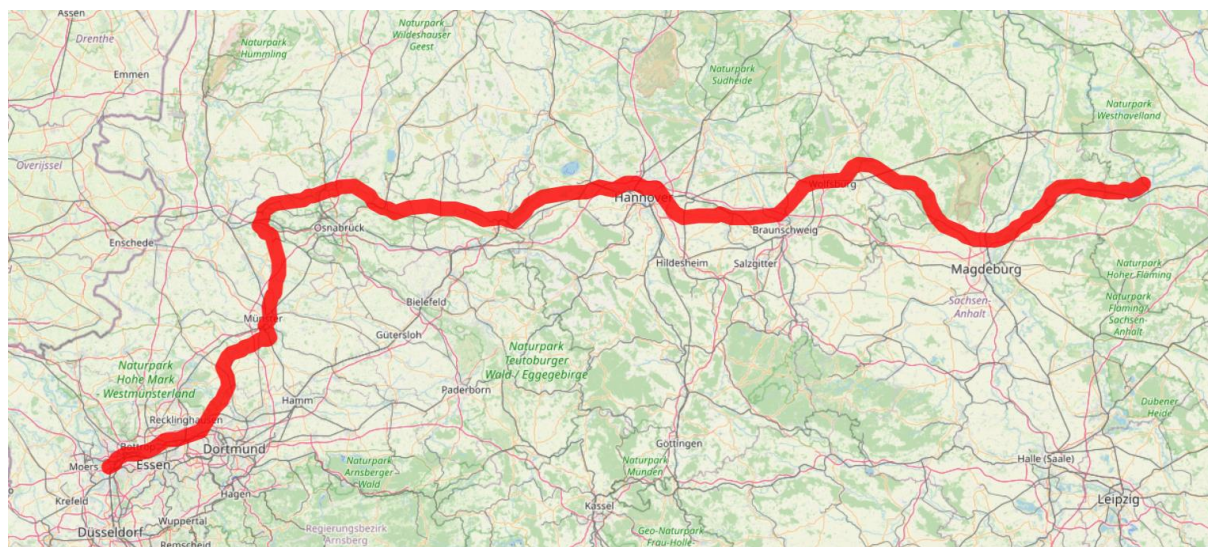 Assen
Drenthe
Emmen
Naturpark
Hümmling
Naturpark
Wildeshauser
Geest
Naturpark
Südheide
Naturpark
Westhavelland
Overijssel
Enschede
Osnabrück
Hannover
Wolfsburg
Braunschweig
Hildesheim
Salzgitter
Magdeburg
Sachsen-
Anhalt
Naturpark
Hoher Fläming
Naturpark
Fläming/
Sachsen-
Anhalt
Münster
Bielefeld
Gütersloh
Naturpark
Teutoburger
Wald / Eggegebirge
Naturpark
Hohe Mark
- Westmünsterland
Hamm
Paderborn
Recklinghausen
Dübener
Heide
Bottrop
Moers
Essen
Dortmund
Göttingen
Halle (Saale)
Krefeld
Hagen
Naturpark
Arnsberger
Wald
Naturpark
Münden
Leipzig
Düsseldorf
Wuppertal
Remscheid
Regierungsbezirk
Arnsberg
Kassel
Geo-Naturpark
Frau-Holle-